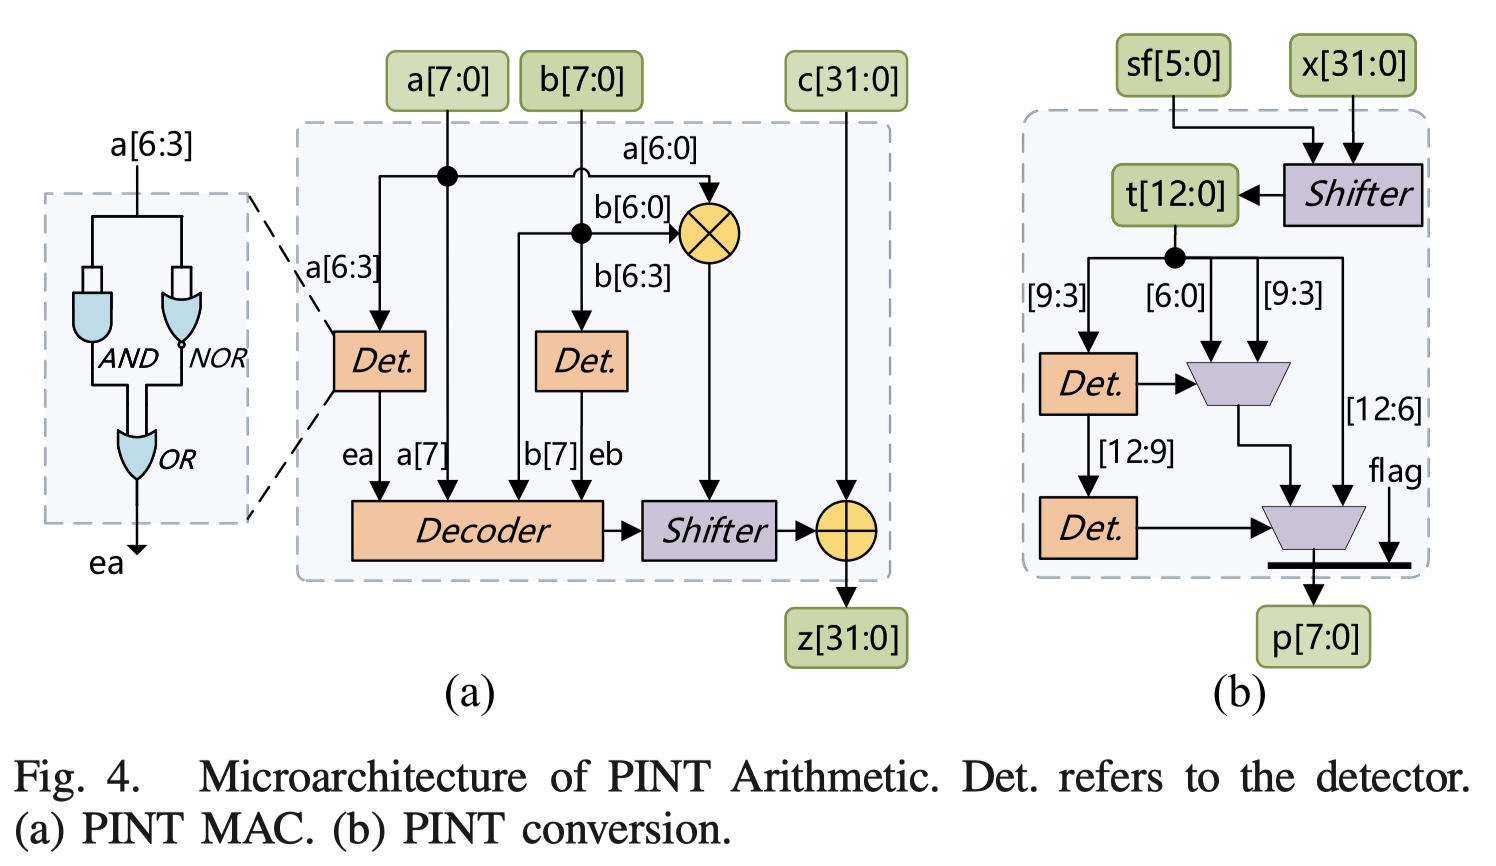 a[7:0]
b[7:0]
c[31:0]
a[6:3]
a[6:0]
b[6:0]
a[6:3]
b[6:3]
AND
NOR
OR
ea
Det.
Det.
ea
a[7]
b[7]
eb
Decoder
Shifter
z[31:0]
(a)
sf[5:0]
x[31:0]
t[12:0]
Shifter
[9:3]
[6:0]
[9:3]
Det.
[12:6]
[12:9]
flag
Det.
p[7:0]
(b)
Fig. 4. Microarchitecture of PINT Arithmetic. Det. refers to the detector.
(a) PINT MAC. (b) PINT conversion.